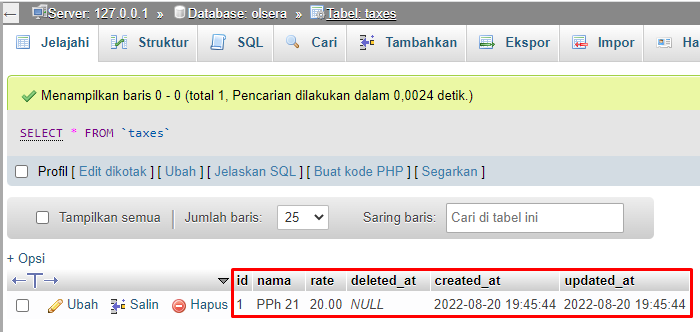 Server: 127.0.0.1 » Database: olsera » Tabel: taxes
Jelajahi Struktur SQL Cari Tambahkan Ekspor Impor Ha
Menampilkan baris 0 - 0 (total 1, Pencarian dilakukan dalam 0,0024 detik.)
SELECT * FROM `taxes`
Profil [ Edit dikotak ] [ Ubah ] [ Jelaskan SQL ] [ Buat kode PHP ] [ Segarkan ]
Tampilkan semua | Jumlah baris: 25 Saring baris: Cari di tabel ini
+ Opsi
id nama rate deleted_at created_at updated_at
Ubah Salin Hapus 1 PPh 21 20.00 NULL 2022-08-20 19:45:44 2022-08-20 19:45:44